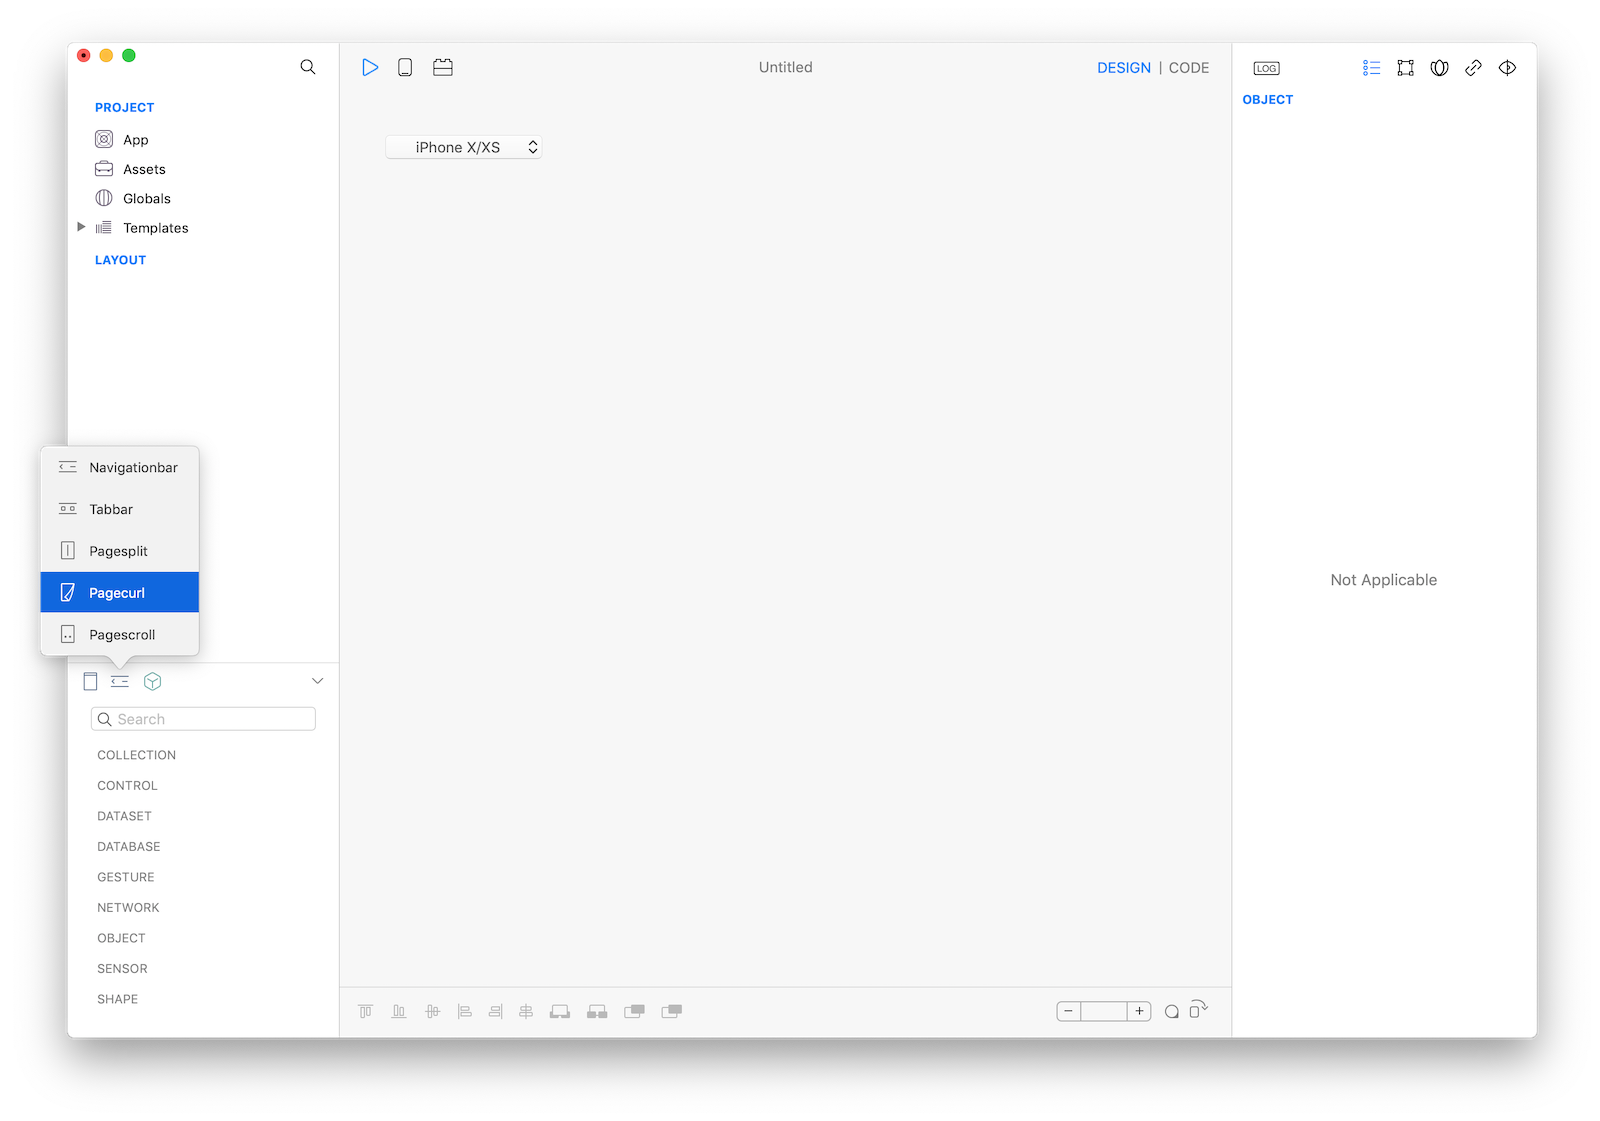 Untitled
DESIGN | CODE
LOG
PROJECT
App
Assets
Globals
Templates
LAYOUT
iPhone X/XS
OBJECT
Not Applicable
Navigationbar
Tabbar
Pagesplit
Pagecurl
Pagescroll
Search
COLLECTION
CONTROL
DATASET
DATABASE
GESTURE
NETWORK
OBJECT
SENSOR
SHAPE